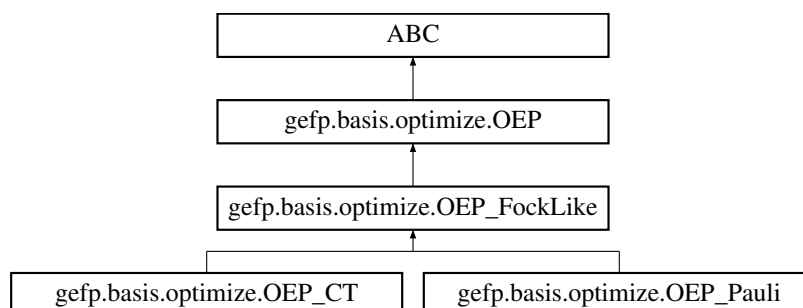 ABC
gefp.basis.optimize.OEP
gefp.basis.optimize.OEP_FockLike
gefp.basis.optimize.OEP_CT
gefp.basis.optimize.OEP_Pauli